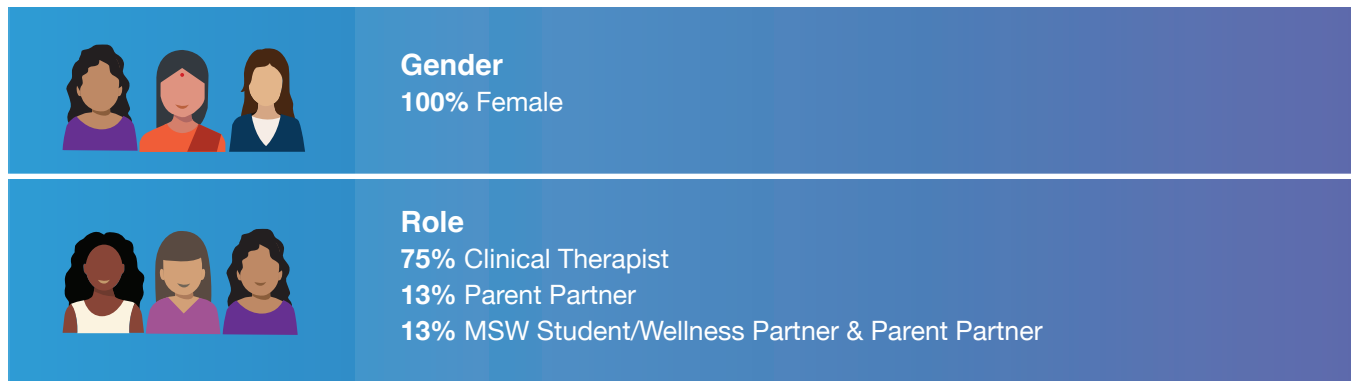 Gender
100% Female
Role
75% Clinical Therapist
13% Parent Partner
13% MSW Student/Wellness Partner & Parent Partner